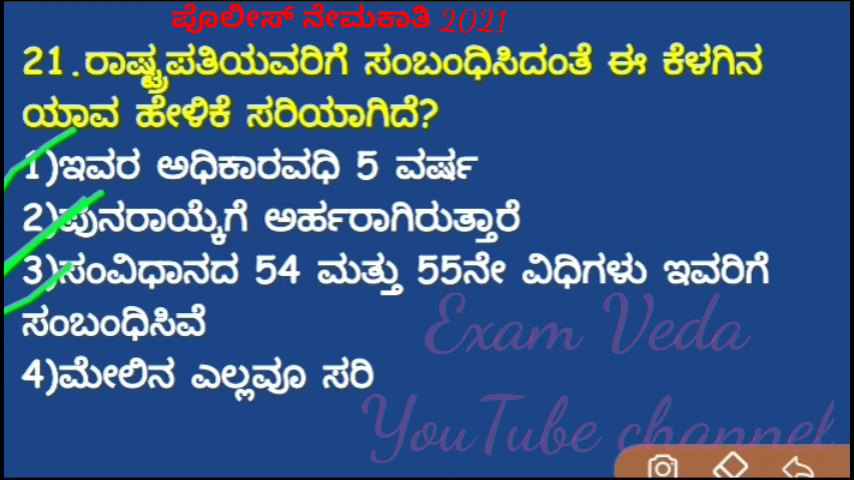 ಪೊಲೀಸ್ ನೇಮಕಾತಿ 2021
21.ರಾಷ್ಟ್ರಪತಿಯವರಿಗೆ ಸಂಬಂಧಿಸಿದಂತೆ ಈ ಕೆಳಗಿನ
ಯಾವ ಹೇಳಿಕೆ ಸರಿಯಾಗಿದೆ?
1)ಇವರ ಅಧಿಕಾರವಧಿ 5 ವರ್ಷ
2)ಪುನರಾಯ್ಕೆಗೆ ಅರ್ಹರಾಗಿರುತ್ತಾರೆ
3)ಸಂವಿಧಾನದ 54 ಮತ್ತು 55ನೇ ವಿಧಿಗಳು ಇವರಿಗೆ
ಸಂಬಂಧಿಸಿವೆ
4)ಮೇಲಿನ ಎಲ್ಲವೂ ಸರಿ
Exam Veda
YouTube channel